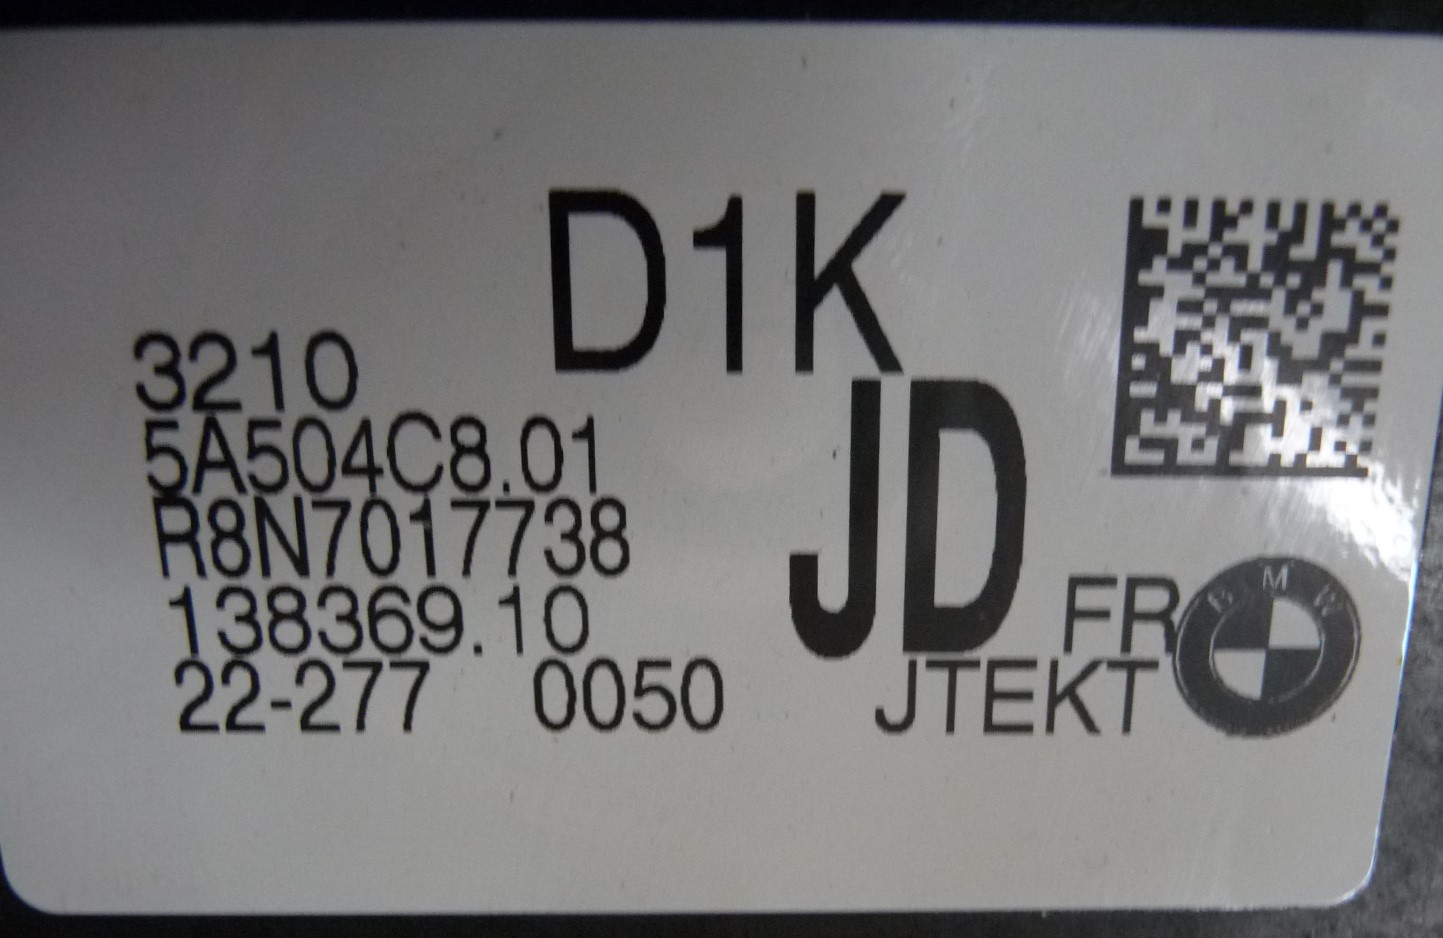 D1K
3210
5A504C8.01
JD
R8N7017738
138369.10
FR
BMW
22-277 0050 JTEKT